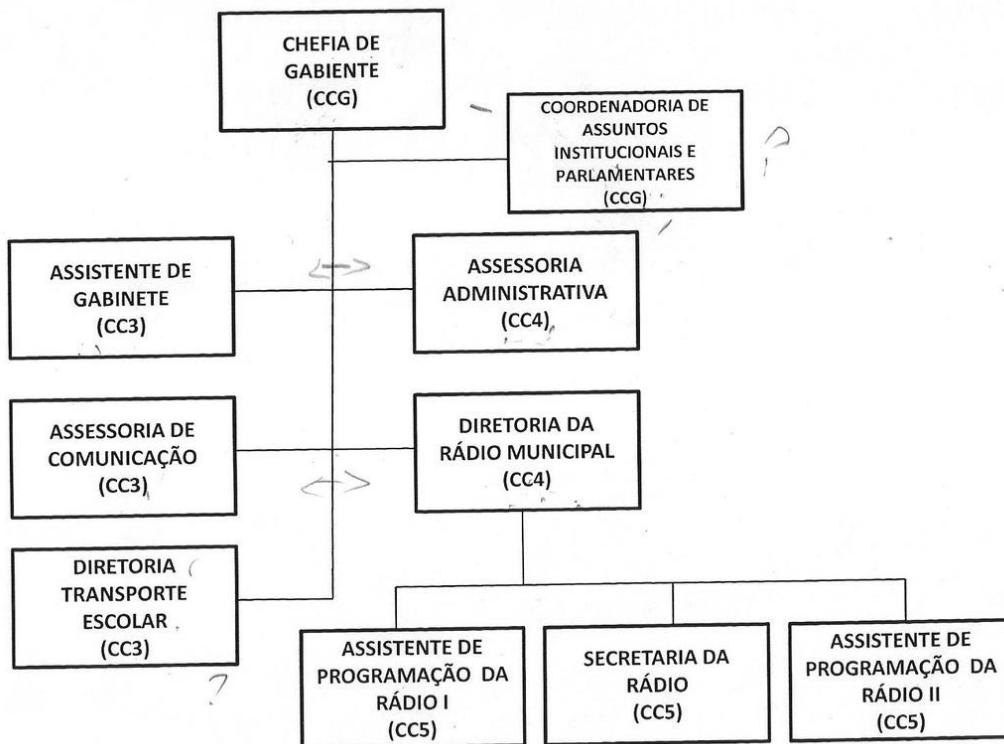 CHEFIA DE
GABIENTE
(CCG)
COORDENADORIA DE
ASSUNTOS
INSTITUCIONAIS E
PARLAMENTARES
(CCG)
?
ASSISTENTE DE
GABINETE
(CC3)
ASSESSORIA
ADMINISTRATIVA
(CC4)
ASSESSORIA DE
COMUNICAÇÃO
(CC3)
DIRETORIA DA
RÁDIO MUNICIPAL
(CC4)
DIRETORIA
TRANSPORTE
ESCOLAR
(CC3)
?
ASSISTENTE DE
PROGRAMAÇÃO DA
RÁDIO I
(CC5)
SECRETARIA DA
RÁDIO
(CC5)
ASSISTENTE DE
PROGRAMAÇÃO DA
RÁDIO II
(CC5)